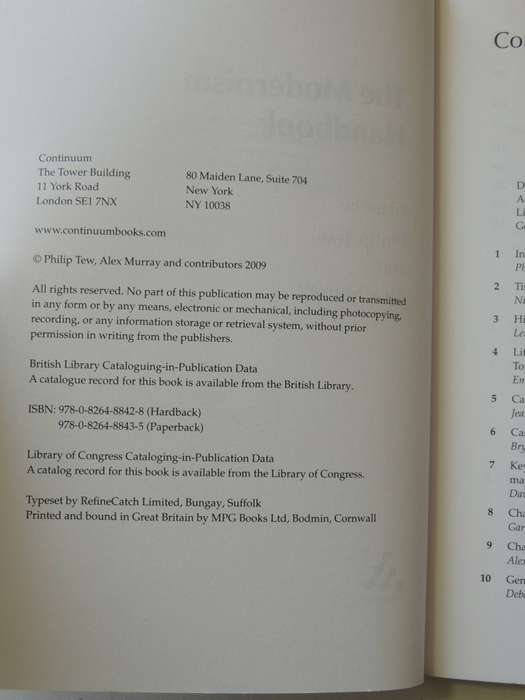 Continuum
The Tower Building
11 York Road
London SE1 7NX
80 Maiden Lane, Suite 704
New York
NY 10038
www.continuumbooks.com
© Philip Tew, Alex Murray and contributors 2009
All rights reserved. No part of this publication may be reproduced or transmitted
in any form or by any means, electronic or mechanical, including photocopying,
recording, or any information storage or retrieval system, without prior
permission in writing from the publishers.
British Library Cataloguing-in-Publication Data
A catalogue record for this book is available from the British Library.
ISBN: 978-0-8264-8842-8 (Hardback)
978-0-8264-8843-5 (Paperback)
Library of Congress Cataloging-in-Publication Data
A catalog record for this book is available from the Library of Congress.
Typeset by RefineCatch Limited, Bungay, Suffolk
Printed and bound in Great Britain by MPG Books Ltd, Bodmin, Cornwall
1
2
3
4
5
6
7
8
9
10